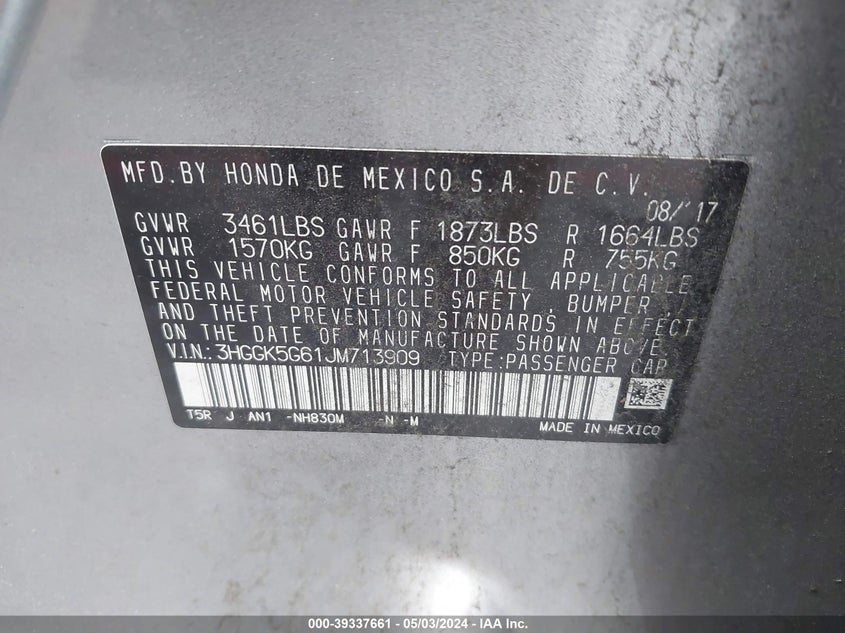 MFD.BY HONDA DE MEXICO S.A. DE C.V.
08/'17
GVWR 3461LBS GAWR F 1873LBS R 1664LBS
GVWR 1570KG GAWR F 850KG R 755KG
THIS VEHICLE CONFORMS TO ALL APPLICABLE
FEDERAL MOTOR VEHICLE SAFETY, BUMPER,
AND THEFT PREVENTION STANDARDS IN EFFECT
ON THE DATE OF MANUFACTURE SHOWN ABOVE
V.I.N.: 3HGGK5G61JM713909 TYPE:PASSENGER CAR
T5R J AN1 -NH830M -N -M
MADE IN MEXICO
000-39337661 - 05/03/2024 - IAAI.com